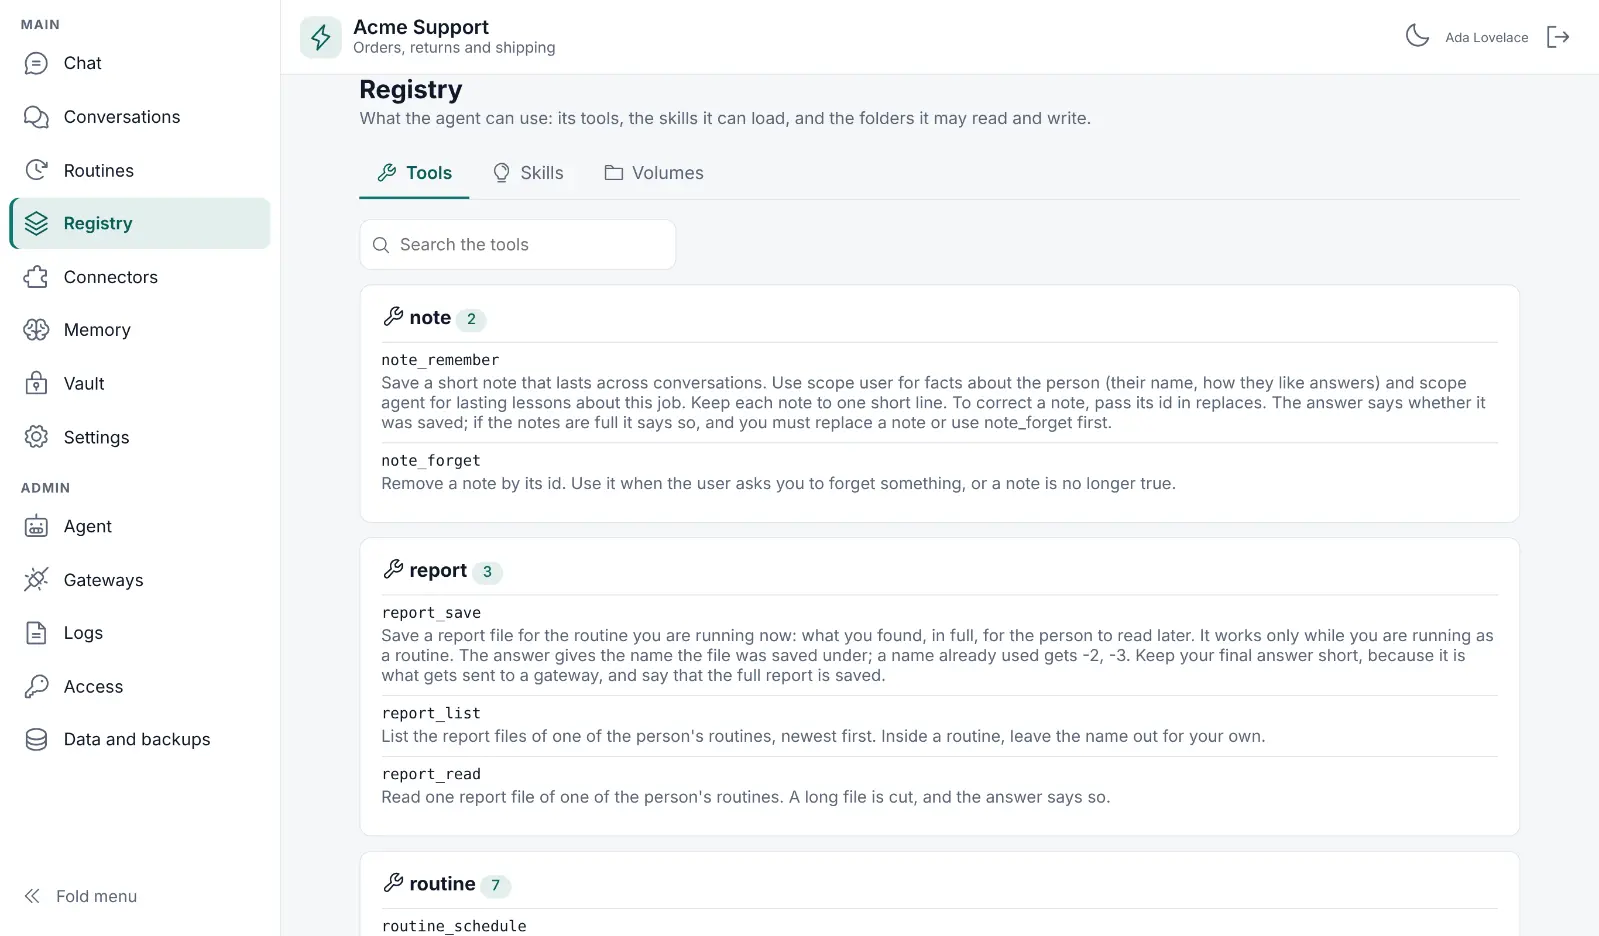 MAIN
Chat
Conversations
Routines
Registry
Connectors
Memory
Vault
Settings
ADMIN
Agent
Gateways
Logs
Access
Data and backups
Fold menu
Acme Support
Orders, returns and shipping
Ada Lovelace
Registry
What the agent can use: its tools, the skills it can load, and the folders it may read and write.
Tools
Skills
Volumes
Search the tools
note 2
note_remember
Save a short note that lasts across conversations. Use scope user for facts about the person (their name, how they like answers) and scope
agent for lasting lessons about this job. Keep each note to one short line. To correct a note, pass its id in replaces. The answer says whether it
was saved; if the notes are full it says so, and you must replace a note or use note_forget first.
note_forget
Remove a note by its id. Use it when the user asks you to forget something, or a note is no longer true.
report 3
report_save
Save a report file for the routine you are running now: what you found, in full, for the person to read later. It works only while you are running as
a routine. The answer gives the name the file was saved under; a name already used gets -2, -3. Keep your final answer short, because it is
what gets sent to a gateway, and say that the full report is saved.
report_list
List the report files of one of the person's routines, newest first. Inside a routine, leave the name out for your own.
report_read
Read one report file of one of the person's routines. A long file is cut, and the answer says so.
routine 7
routine_schedule